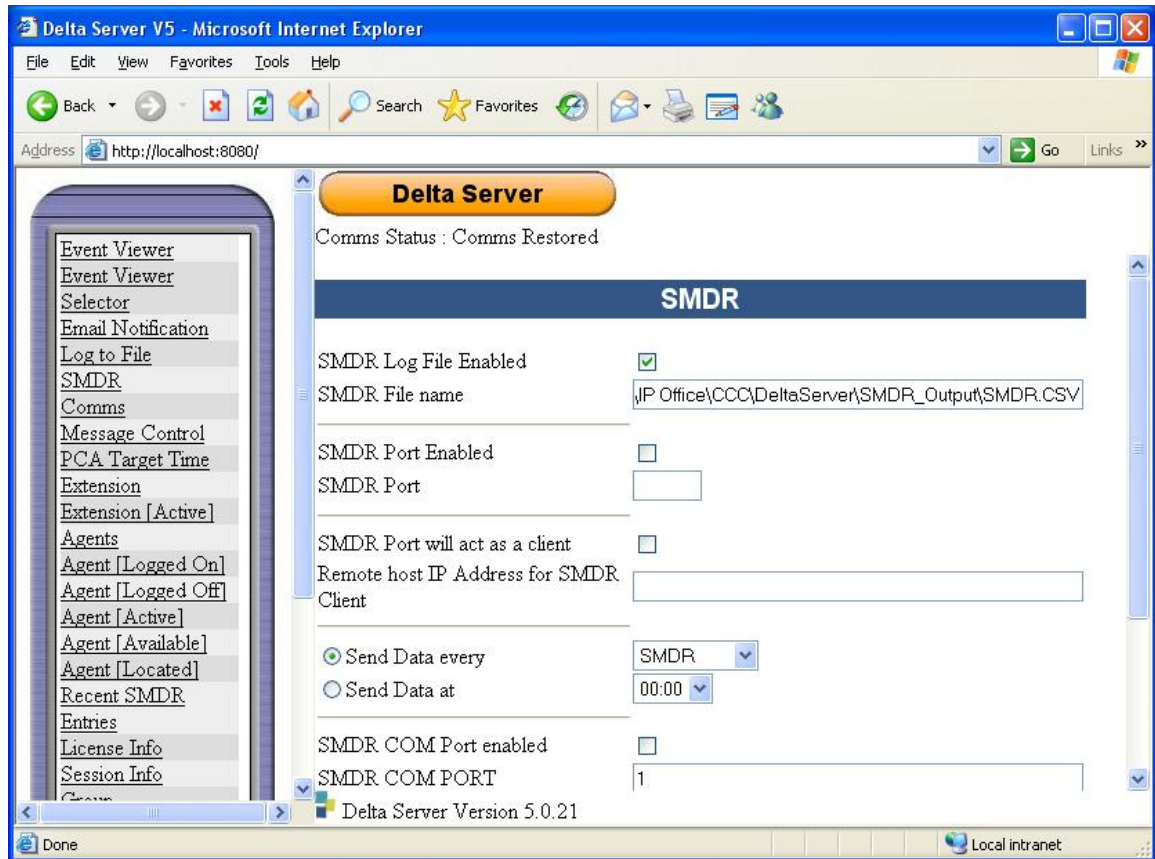 Delta Server V5 - Microsoft Internet Explorer
File Edit View Favorites Tools Help
Back Search Favorites
Address http://localhost:8080/ Go Links »
Event Viewer
Event Viewer
Selector
Email Notification
Log to File
SMDR
Comms
Message Control
PCA Target Time
Extension
Extension [Active]
Agents
Agent [Logged On]
Agent [Logged Off]
Agent [Active]
Agent [Available]
Agent [Located]
Recent SMDR
Entries
License Info
Session Info
Delta Server
Comms Status : Comms Restored
SMDR
SMDR Log File Enabled
SMDR File name \IP Office\CCC\DeltaServer\SMDR_Output\SMDR.CSV
SMDR Port Enabled
SMDR Port
SMDR Port will act as a client
Remote host IP Address for SMDR
Client
Send Data every SMDR
Send Data at 00:00
SMDR COM Port enabled
SMDR COM PORT 1
Delta Server Version 5.0.21
Done Local intranet